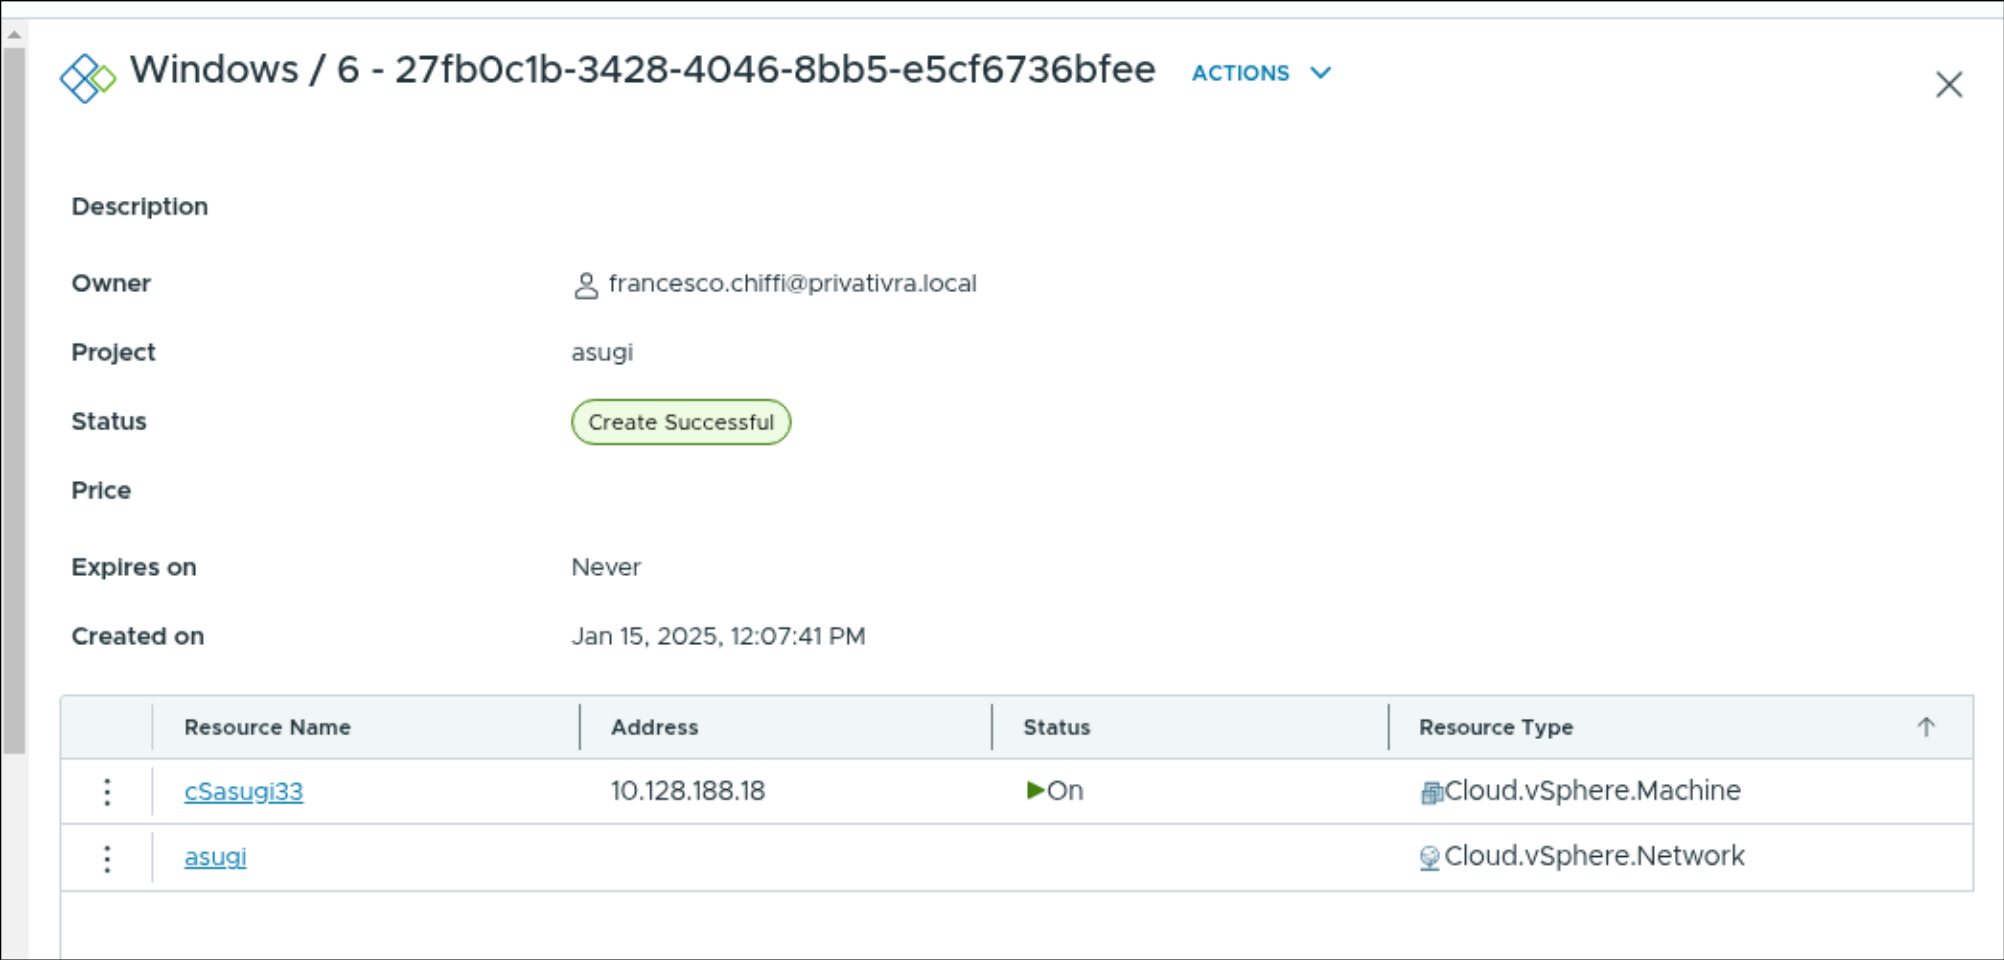 Windows / 6 - 27fb0c1b-3428-4046-8bb5-e5cf6736bfee ACTIONS
Description
Owner francesco.chiffi@privativra.local
Project asugi
Status Create Successful
Price
Expires on Never
Created on Jan 15, 2025, 12:07:41 PM
Resource Name Address Status Resource Type
cSasugi33 10.128.188.18 On Cloud.vSphere.Machine
asugi Cloud.vSphere.Network